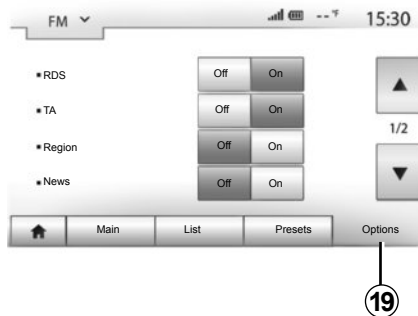 FM
-- °F 15:30
RDS Off On
TA Off On
1/2
Region Off On
News Off On
Main List Presets Options
19